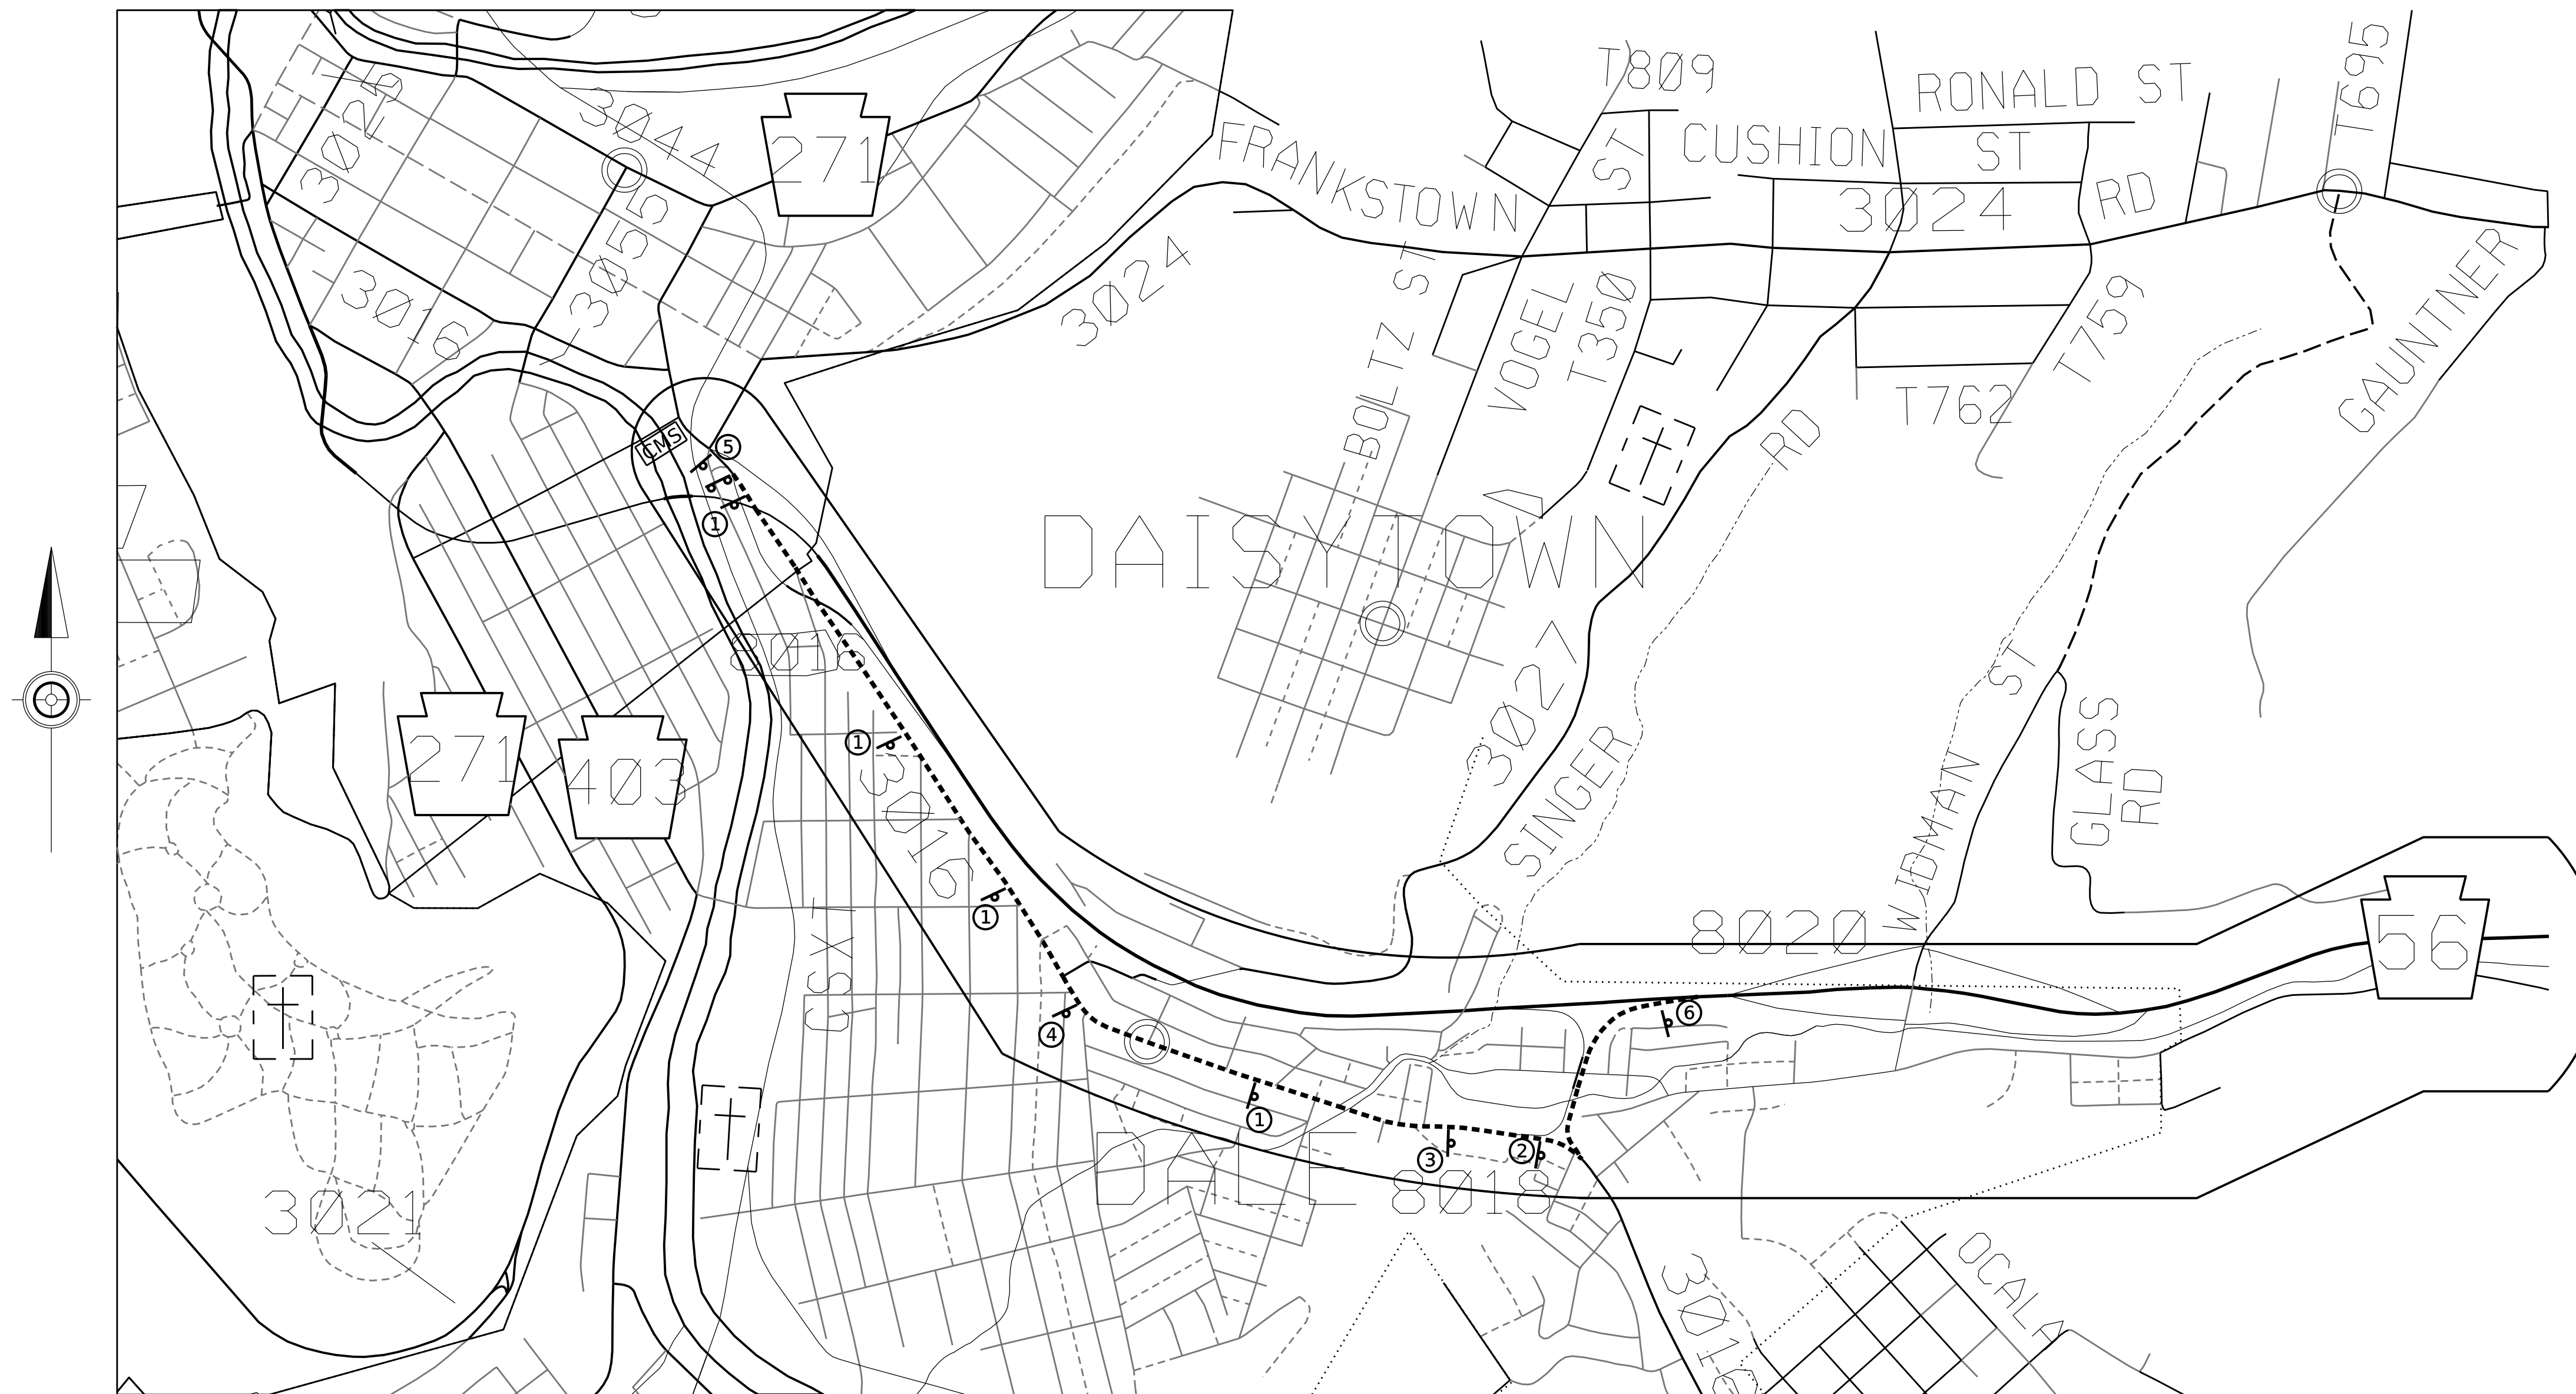 T809
RONALD ST
T695
3023
3044
271
FRANKSTOWN
ST
CUSHION
ST
3024
RD
3055
3016
3024
BOLTZ ST
VOGEL
T350
T759
GAUNTNER
T762
RD
CMS
5
1
DAISYTOWN
8018
3027
ST
271
403
1
3016
SINGER
WIDMAN
GLASS
RD
1
CSX
8020
56
4
6
1
3
2
DALE
8018
3021
OCALA